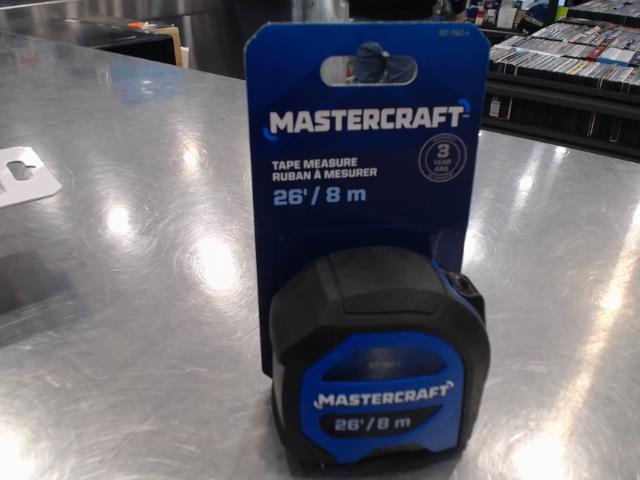 MASTERCRAFT
TAPE MEASURE
RUBAN À MESURER
26' / 8 m
3
YEAR
ANS
MASTERCRAFT
26' / 8 m